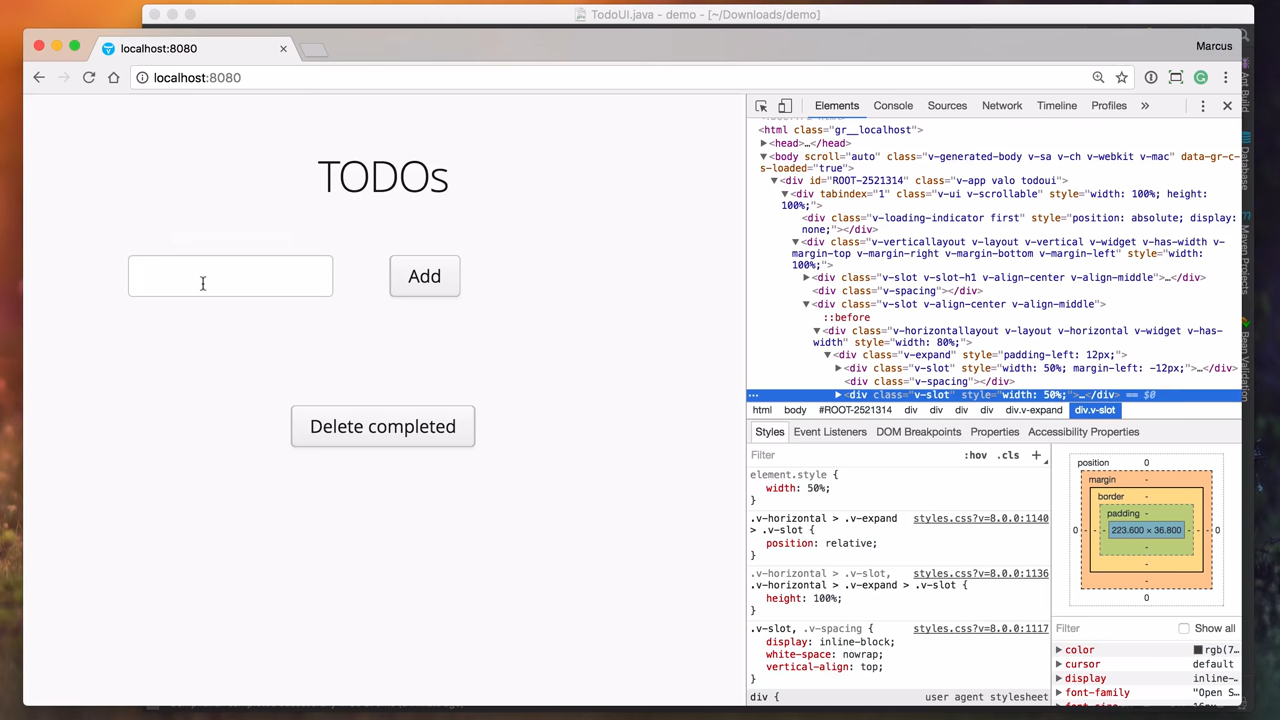 TodoUI.java - demo - [~/Downloads/demo]
localhost:8080
Marcus
localhost:8080
TODOs
Add
Delete completed
Elements Console Sources Network Timeline Profiles »
<html class="gr__localhost">
<head>…</head>
<body scroll="auto" class="v-generated-body v-sa v-ch v-webkit v-mac" data-gr-c-
s-loaded="true">
<div id="ROOT-2521314" class="v-app valo todoui">
<div tabindex="1" class="v-ui v-scrollable" style="width: 100%; height:
100%;">
<div class="v-loading-indicator first" style="position: absolute; display:
none;"></div>
<div class="v-verticallayout v-layout v-vertical v-widget v-has-width v-
margin-top v-margin-right v-margin-bottom v-margin-left" style="width:
100%;">
<div class="v-slot v-slot-h1 v-align-center v-align-middle">…</div>
<div class="v-spacing"></div>
<div class="v-slot v-align-center v-align-middle">
::before
<div class="v-horizontallayout v-layout v-horizontal v-widget v-has-
width" style="width: 80%;">
<div class="v-expand" style="padding-left: 12px;">
<div class="v-slot" style="width: 50%; margin-left: -12px;">…</div>
<div class="v-spacing"></div>
… <div class="v-slot" style="width: 50%;">…</div> == $0
html body #ROOT-2521314 div div div div div.v-expand div.v-slot
Styles Event Listeners DOM Breakpoints Properties Accessibility Properties
Filter :hov .cls +
element.style {
width: 50%;
}
.v-horizontal > .v-expand styles.css?v=8.0.0:1140
> .v-slot {
position: relative;
}
.v-horizontal > .v-slot, styles.css?v=8.0.0:1136
.v-horizontal > .v-expand > .v-slot {
height: 100%;
}
.v-slot, .v-spacing { styles.css?v=8.0.0:1117
display: inline-block;
white-space: nowrap;
vertical-align: top;
}
div { user agent stylesheet
position 0
margin -
border -
padding -
0 - - - 223.600 × 36.800 - - - 0
-
-
-
0
Filter Show all
color rgb(7…
cursor default
display inline-…
font-family "Open S…
Ant Build
Database
Maven Projects
Bean Validation